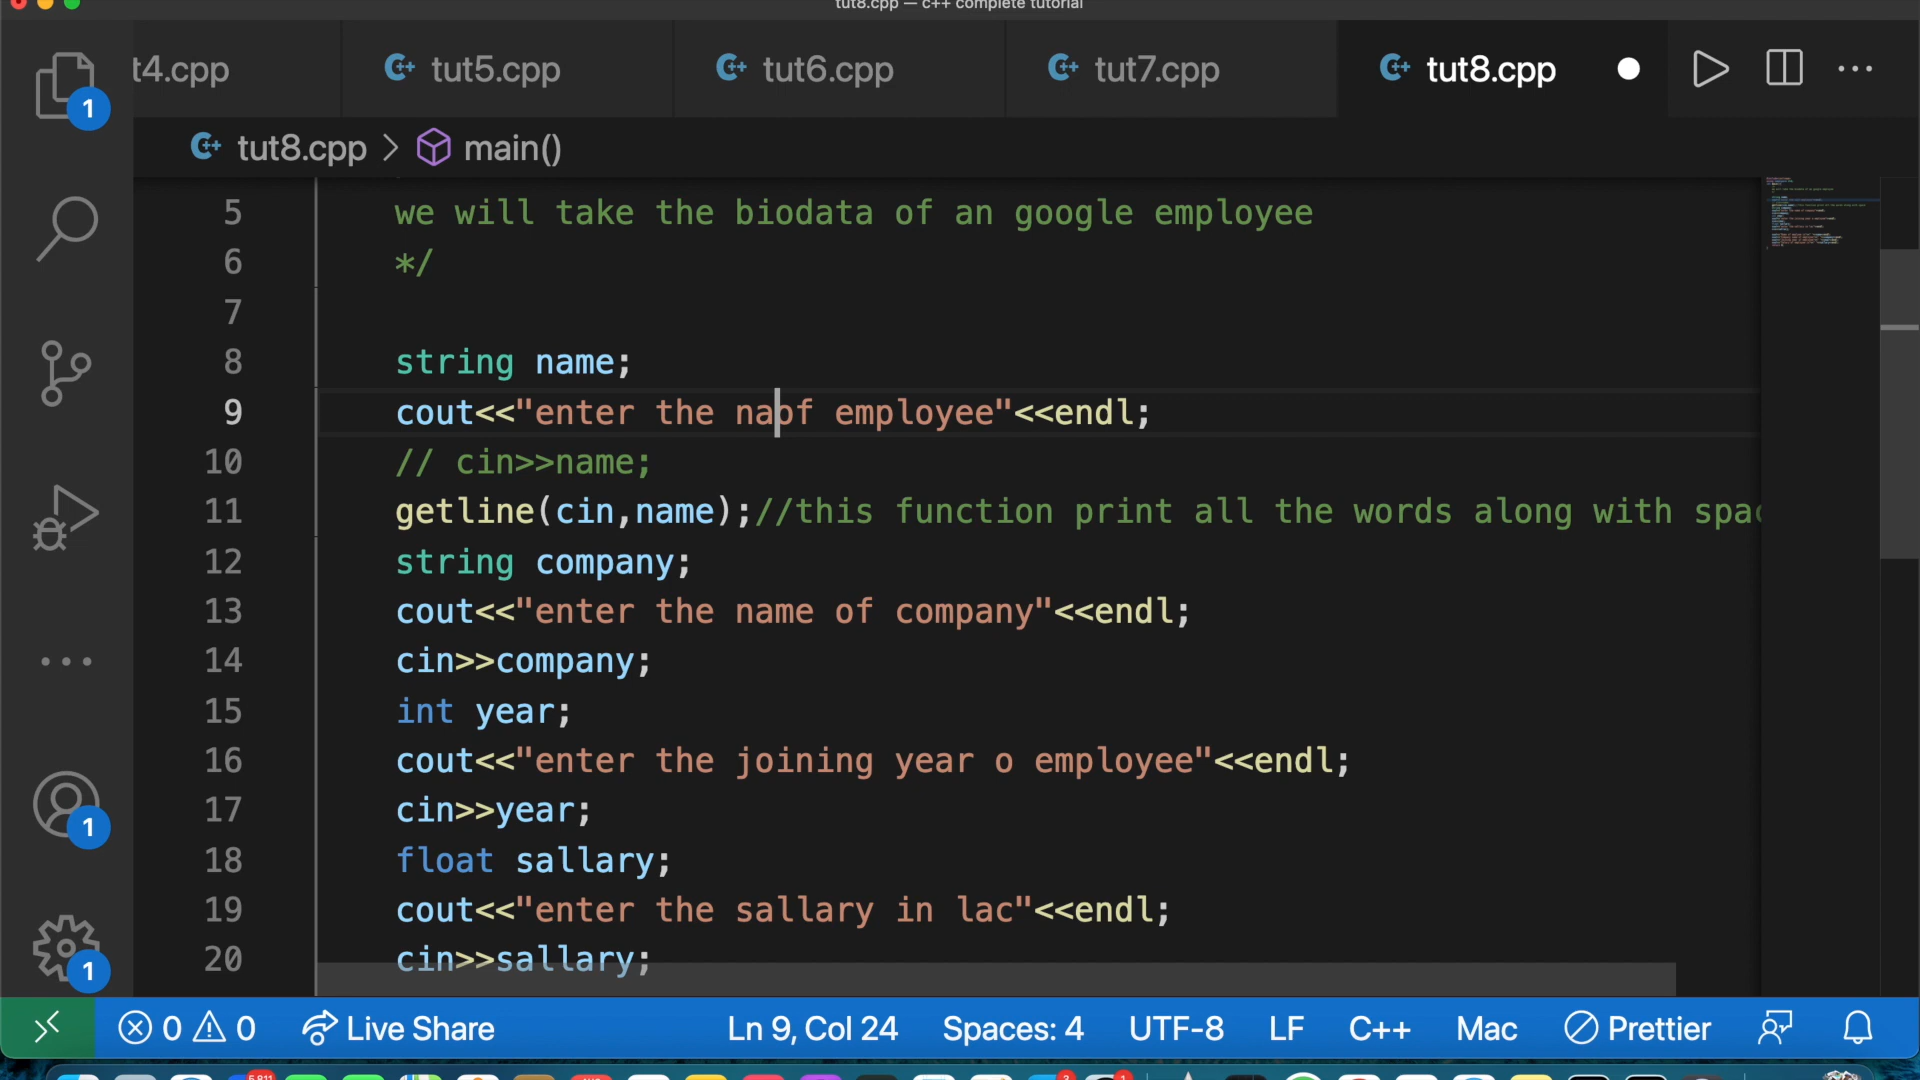 tut8.cpp — c++ complete tutorial
t4.cpp
tut5.cpp
tut6.cpp
tut7.cpp
tut8.cpp
tut8.cpp > main()
5 we will take the biodata of an google employee
6 */
7
8 string name;
9 cout<<"enter the naof employee"<<endl;
10 // cin>>name;
11 getline(cin,name);//this function print all the words along with spac
12 string company;
13 cout<<"enter the name of company"<<endl;
14 cin>>company;
15 int year;
16 cout<<"enter the joining year o employee"<<endl;
17 cin>>year;
18 float sallary;
19 cout<<"enter the sallary in lac"<<endl;
20 cin>>sallary;
1
1
1
0 0 Live Share Ln 9, Col 24 Spaces: 4 UTF-8 LF C++ Mac Prettier